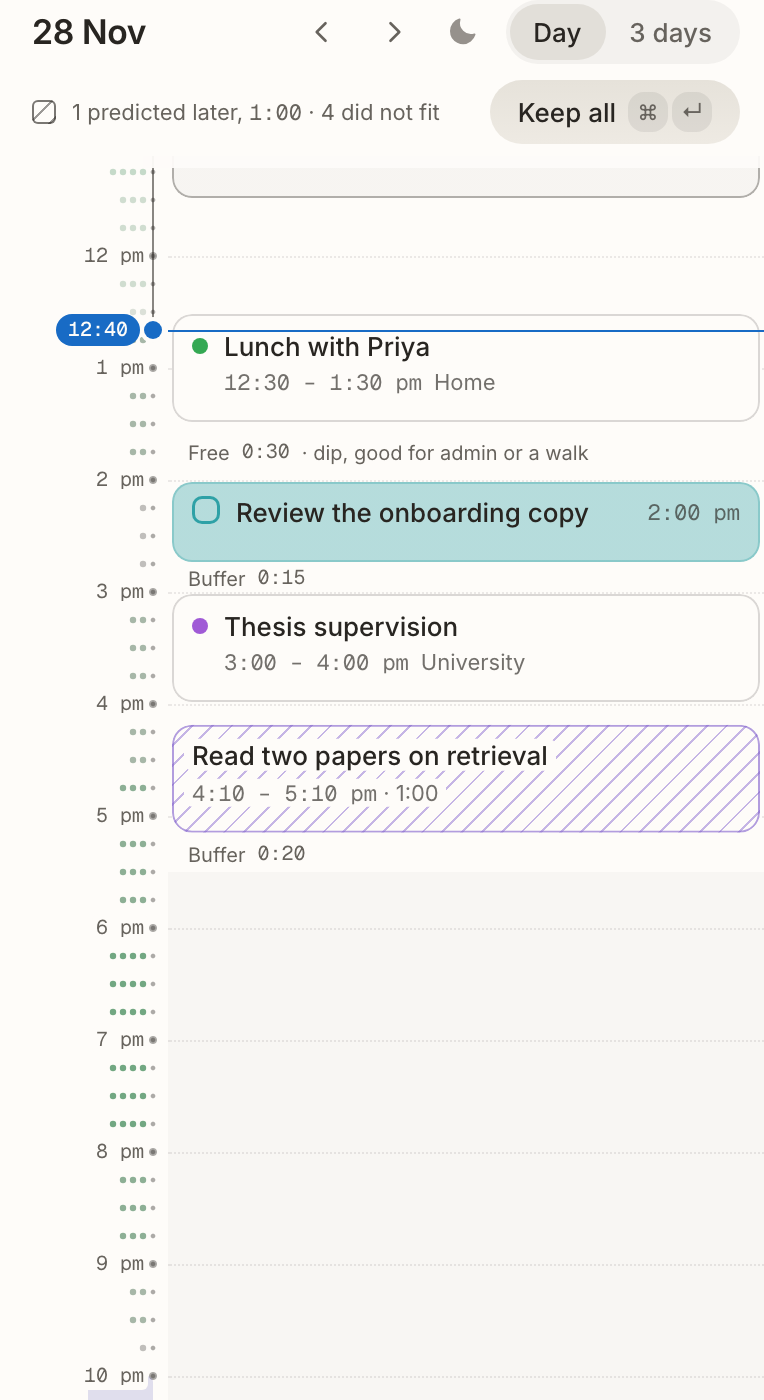 28 Nov
Day
3 days
1 predicted later, 1:00 · 4 did not fit
Keep all ⌘ ↵
12 pm
12:40
Lunch with Priya
1 pm
12:30 – 1:30 pm Home
Free 0:30 · dip, good for admin or a walk
2 pm
Review the onboarding copy 2:00 pm
Buffer 0:15
3 pm
Thesis supervision
3:00 – 4:00 pm University
4 pm
Read two papers on retrieval
4:10 – 5:10 pm · 1:00
5 pm
Buffer 0:20
6 pm
7 pm
8 pm
9 pm
10 pm